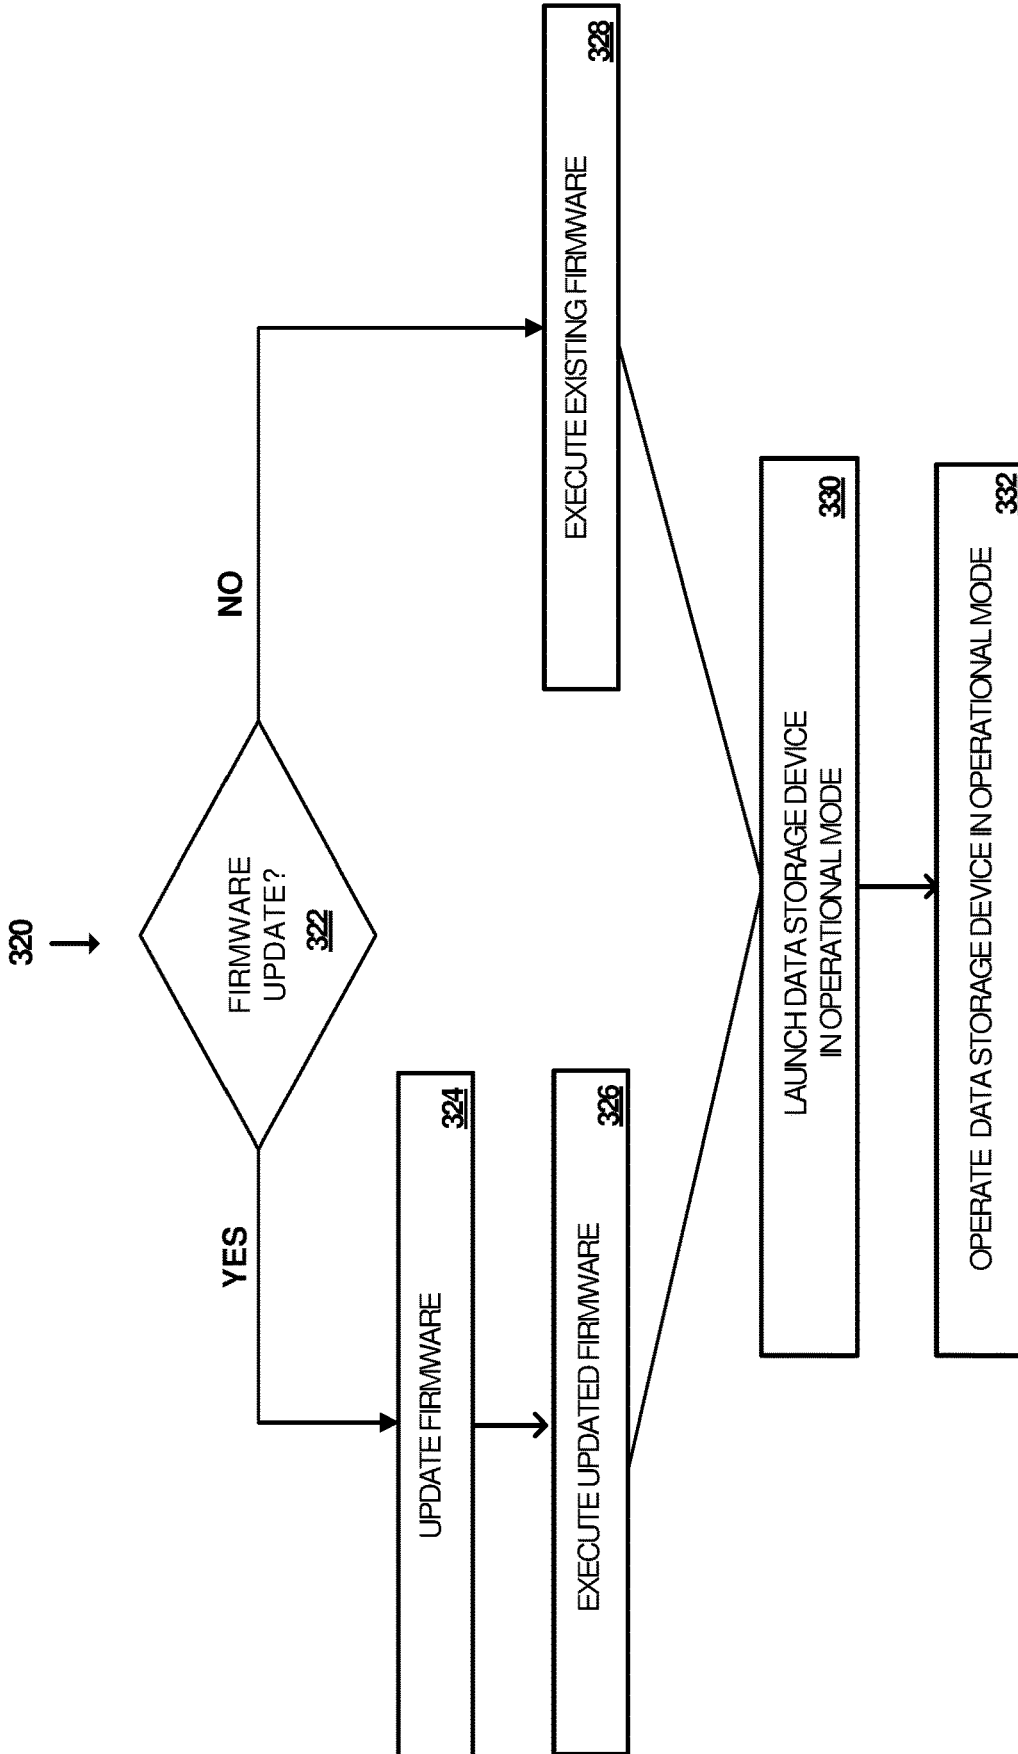 320
FIRMWARE
UPDATE?
322
YES
NO
UPDATE FIRMWARE
324
EXECUTE UPDATED FIRMWARE
326
EXECUTE EXISTING FIRMWARE
328
LAUNCH DATA STORAGE DEVICE
IN OPERATIONAL MODE
330
OPERATE DATA STORAGE DEVICE IN OPERATIONAL MODE
332